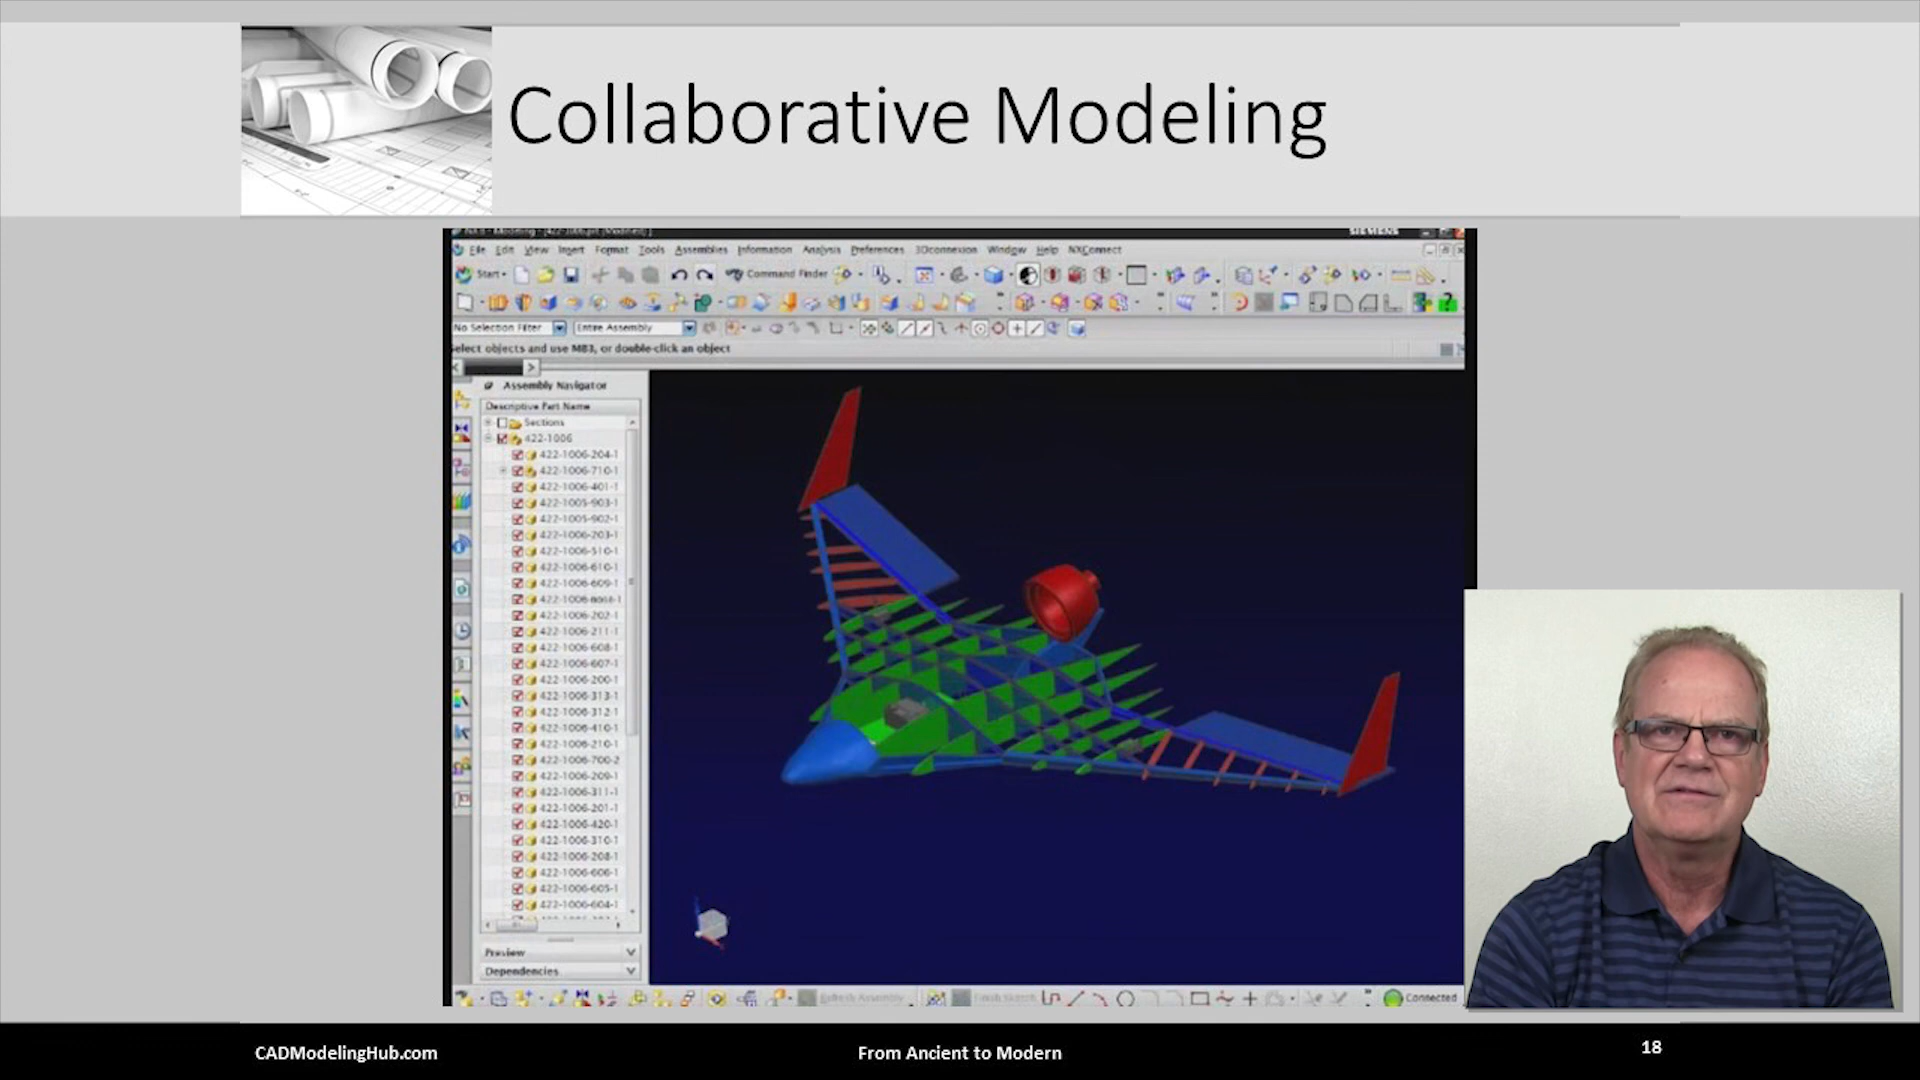 Collaborative Modeling
SIEMENS
File Edit View Insert Format Tools Assemblies Information Analysis Preferences 3Dconnexion Window Help NXConnect
Start Command Finder
No Selection Filter Entire Assembly
Select objects and use MB3, or double-click an object
Assembly Navigator
Descriptive Part Name
Sections
422-1006
422-1006-204-1
422-1006-710-1
422-1006-401-1
422-1005-903-1
422-1005-902-1
422-1006-203-1
422-1006-510-1
422-1006-610-1
422-1006-609-1
422-1006-202-1
422-1006-211-1
422-1006-608-1
422-1006-607-1
422-1006-200-1
422-1006-313-1
422-1006-312-1
422-1006-410-1
422-1006-210-1
422-1006-700-2
422-1006-209-1
422-1006-311-1
422-1006-201-1
422-1006-420-1
422-1006-310-1
422-1006-208-1
422-1006-606-1
422-1006-605-1
422-1006-604-1
Preview
Dependencies
Finish Sketch Connected
CADModelingHub.com
From Ancient to Modern
18